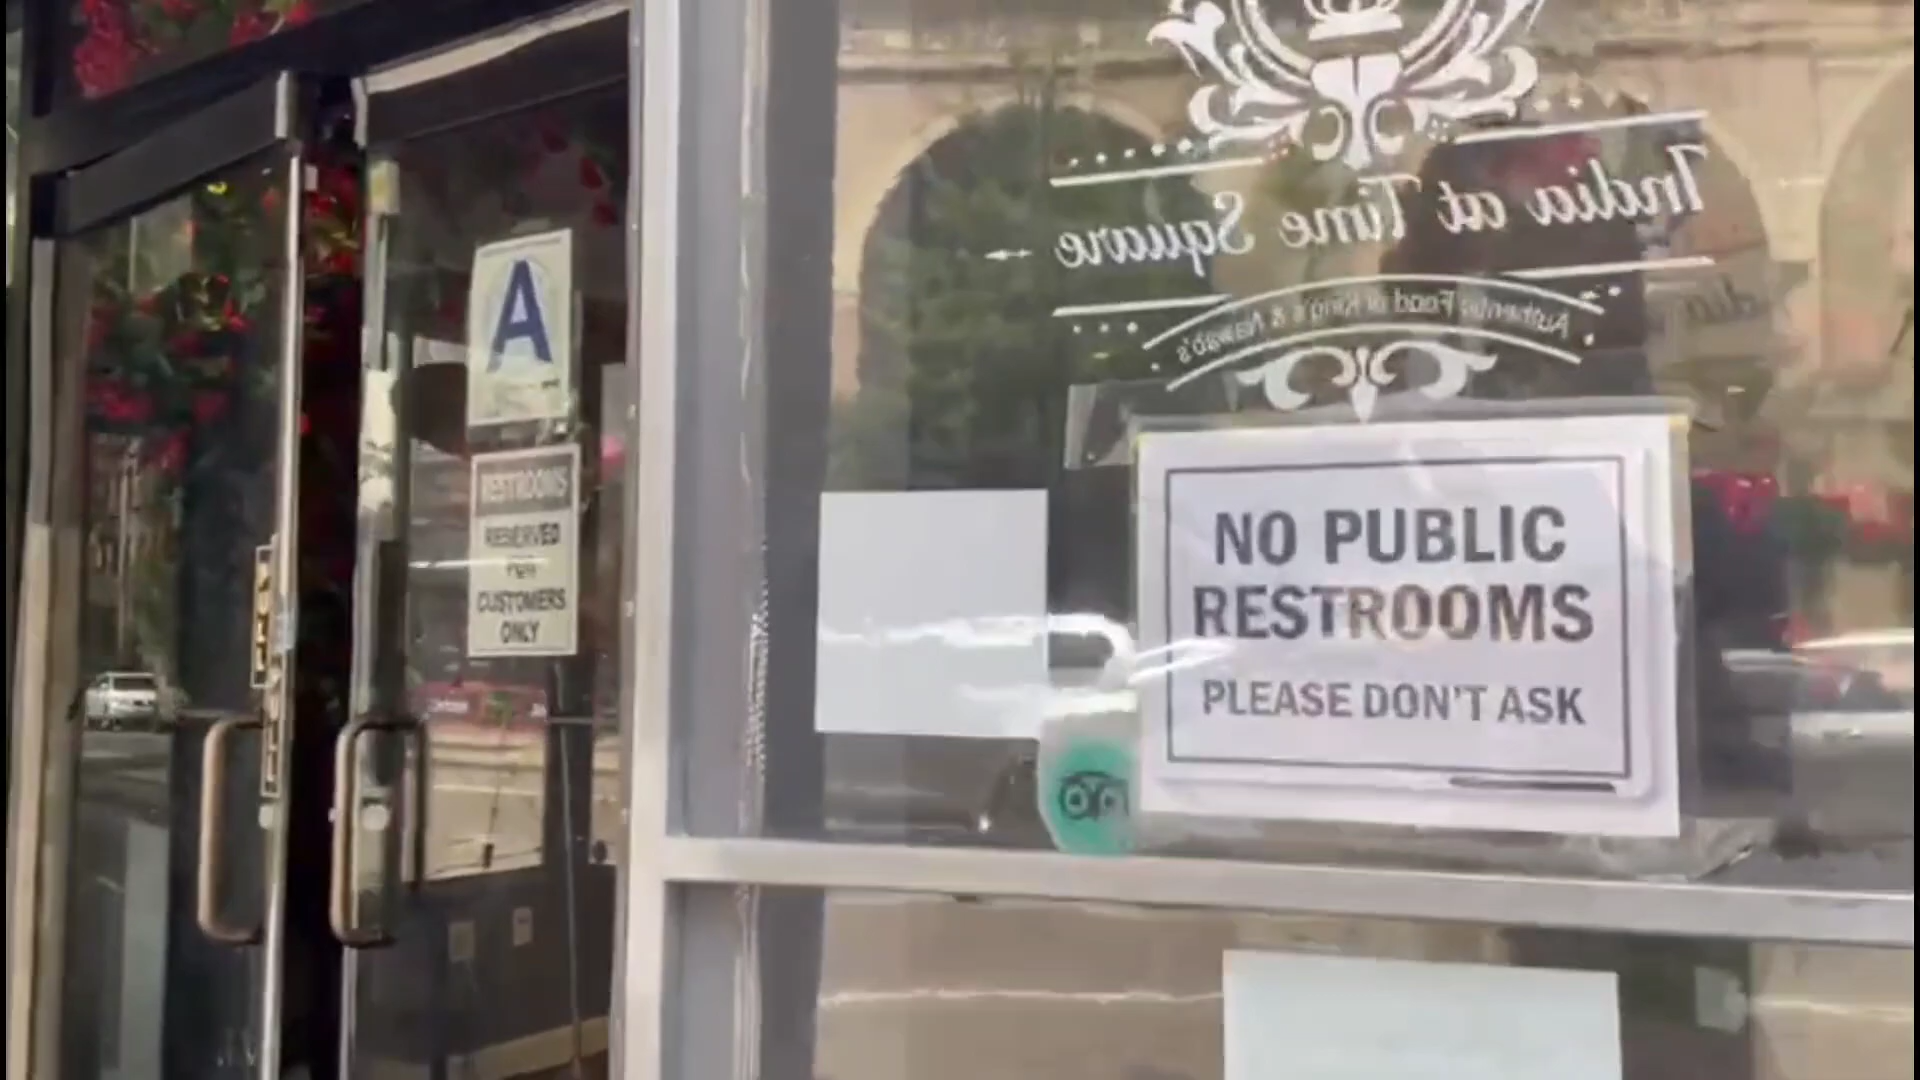 A
RESTROOMS
RESERVED
FOR
CUSTOMERS
ONLY
India at Time Square
Authentic Food of King's & Nawab's
NO PUBLIC
RESTROOMS
PLEASE DON'T ASK